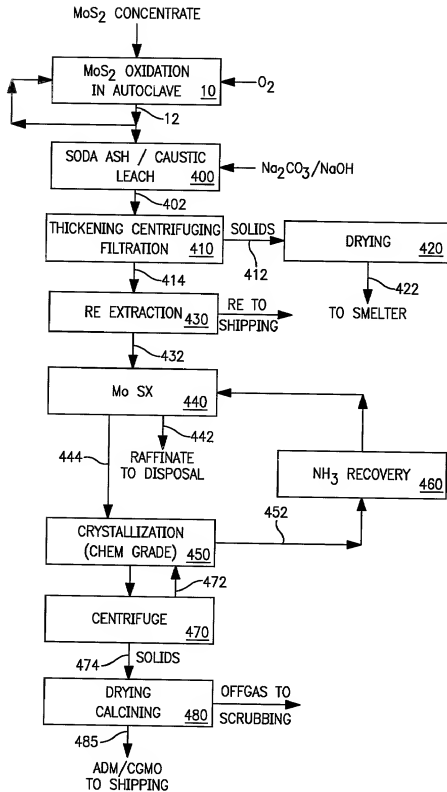 MoS2 CONCENTRATE
MoS2 OXIDATION
IN AUTOCLAVE 10
O2
12
SODA ASH / CAUSTIC
LEACH 400
Na2CO3/NaOH
402
THICKENING CENTRIFUGING
FILTRATION 410
SOLIDS
412
DRYING 420
414
422
TO SMELTER
RE EXTRACTION
430
RE TO
SHIPPING
432
Mo SX
440
442
444
RAFFINATE
TO DISPOSAL
NH3 RECOVERY
460
452
CRYSTALLIZATION
(CHEM GRADE) 450
472
CENTRIFUGE
470
474
SOLIDS
DRYING
CALCINING 480
OFFGAS TO
SCRUBBING
485
ADM/CGMO
TO SHIPPING